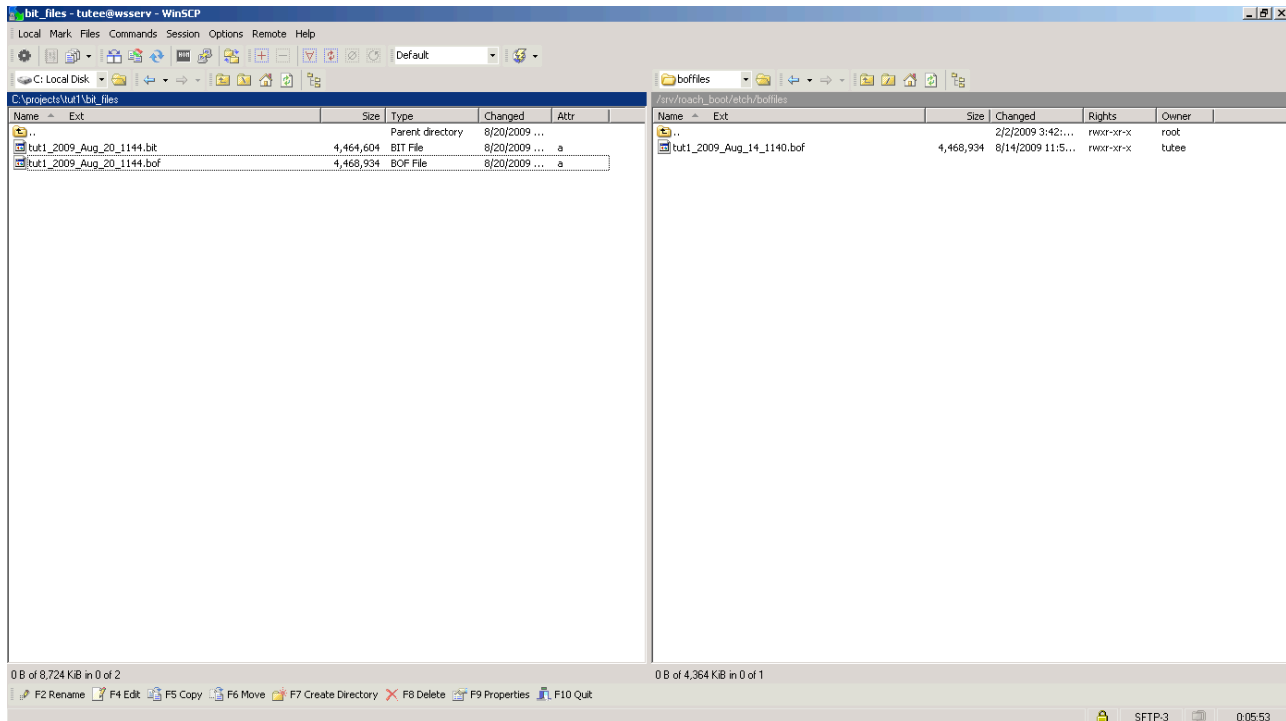 bit_files - tutee@wsserv - WinSCP
Local Mark Files Commands Session Options Remote Help
Default
C: Local Disk
boffiles
C:\projects\tut1\bit_files
/srv/roach_boot/etch/boffiles
Name Ext Size Type Changed Attr
Name Ext Size Changed Rights Owner
.. Parent directory 8/20/2009 ...
.. 2/2/2009 3:42:... rwxr-xr-x root
tut1_2009_Aug_20_1144.bit 4,464,604 BIT File 8/20/2009 ... a
tut1_2009_Aug_14_1140.bof 4,468,934 8/14/2009 11:5... rwxr-xr-x tutee
tut1_2009_Aug_20_1144.bof 4,468,934 BOF File 8/20/2009 ... a
0 B of 8,724 KiB in 0 of 2
0 B of 4,364 KiB in 0 of 1
F2 Rename F4 Edit F5 Copy F6 Move F7 Create Directory F8 Delete F9 Properties F10 Quit
SFTP-3 0:05:53